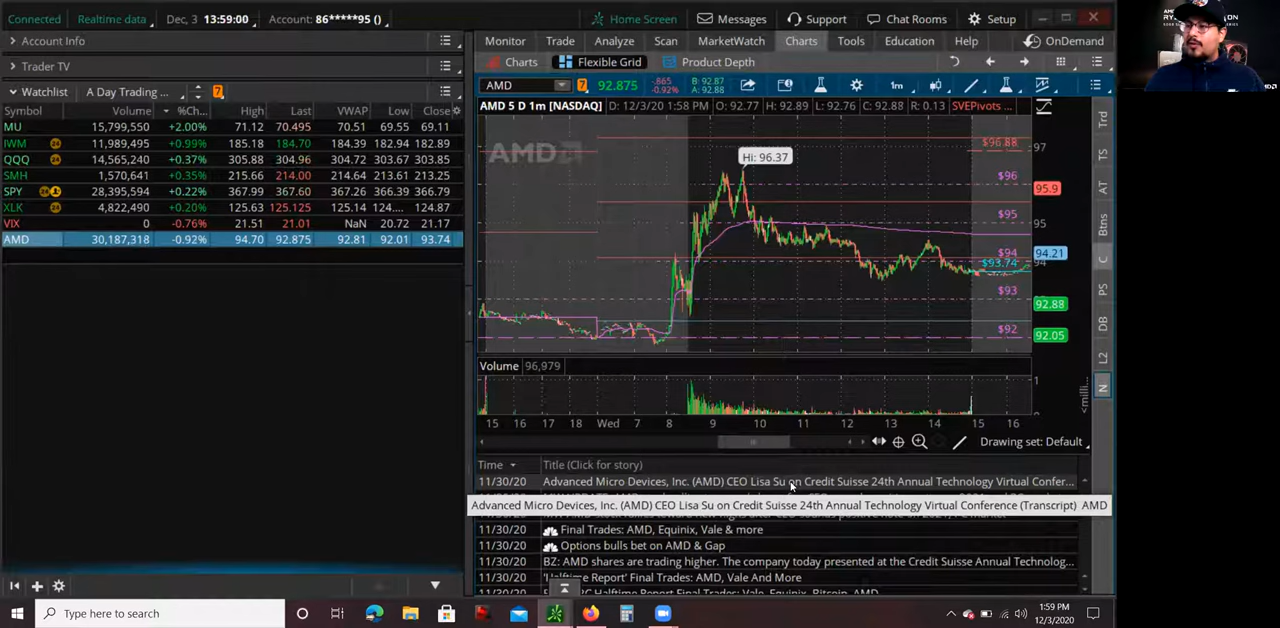 Connected Realtime data Dec, 3 13:59:00 Account: 86*****95 () Home Screen Messages Support Chat Rooms Setup
Account Info
Trader TV
Watchlist A Day Trading ... 7
Symbol Volume %Ch... High Last VWAP Low Close
MU 15,799,550 +2.00% 71.12 70.495 70.51 69.55 69.11
IWM 11,989,495 +0.99% 185.18 184.70 184.39 182.89 182.94
QQQ 14,565,240 +0.37% 305.88 304.96 304.72 303.67 303.85
SMH 1,570,641 +0.35% 215.66 214.00 214.43 213.61 213.25
SPY 28,395,594 +0.22% 367.99 367.60 367.26 366.39 366.79
XLK 4,822,490 +0.20% 125.63 125.125 125.14 124.... 124.87
VIX 0 -0.76% 21.51 21.01 NaN 20.72 21.17
AMD 30,187,318 -0.92% 94.70 92.875 92.81 92.01 93.74
Monitor Trade Analyze Scan MarketWatch Charts Tools Education Help OnDemand
Charts Flexible Grid Product Depth
AMD 7 92.875 -.865 -0.92% B: 92.87 A: 92.88 1m
AMD 5 D 1m [NASDAQ] D: 12/3/20 1:58 PM O: 92.77 H: 92.89 L: 92.76 C: 92.88 R: 0.13 SVEPivots ...
AMD
Hi: 96.37
$96.88
97
$96
95.9
$95
95
$94
94.21
$93.74
94
$93
92.88
$92
92.05
Trd
TS
AT
Btns
C
PS
DB
L2
N
Volume 96,979
1
0
<milli...
15 16 17 18 Wed 7 8 9 10 11 12 13 14 15 16
Drawing set: Default
Time Title (Click for story)
11/30/20 Advanced Micro Devices, Inc. (AMD) CEO Lisa Su on Credit Suisse 24th Annual Technology Virtual Confer...
Advanced Micro Devices, Inc. (AMD) CEO Lisa Su on Credit Suisse 24th Annual Technology Virtual Conference (Transcript) AMD
11/30/20 Final Trades: AMD, Equinix, Vale & more
11/30/20 Options bulls bet on AMD & Gap
11/30/20 BZ: AMD shares are trading higher. The company today presented at the Credit Suisse Annual Technolog...
11/30/20 'Halftime Report' Final Trades: AMD, Vale And More
Type here to search
1:59 PM
12/3/2020